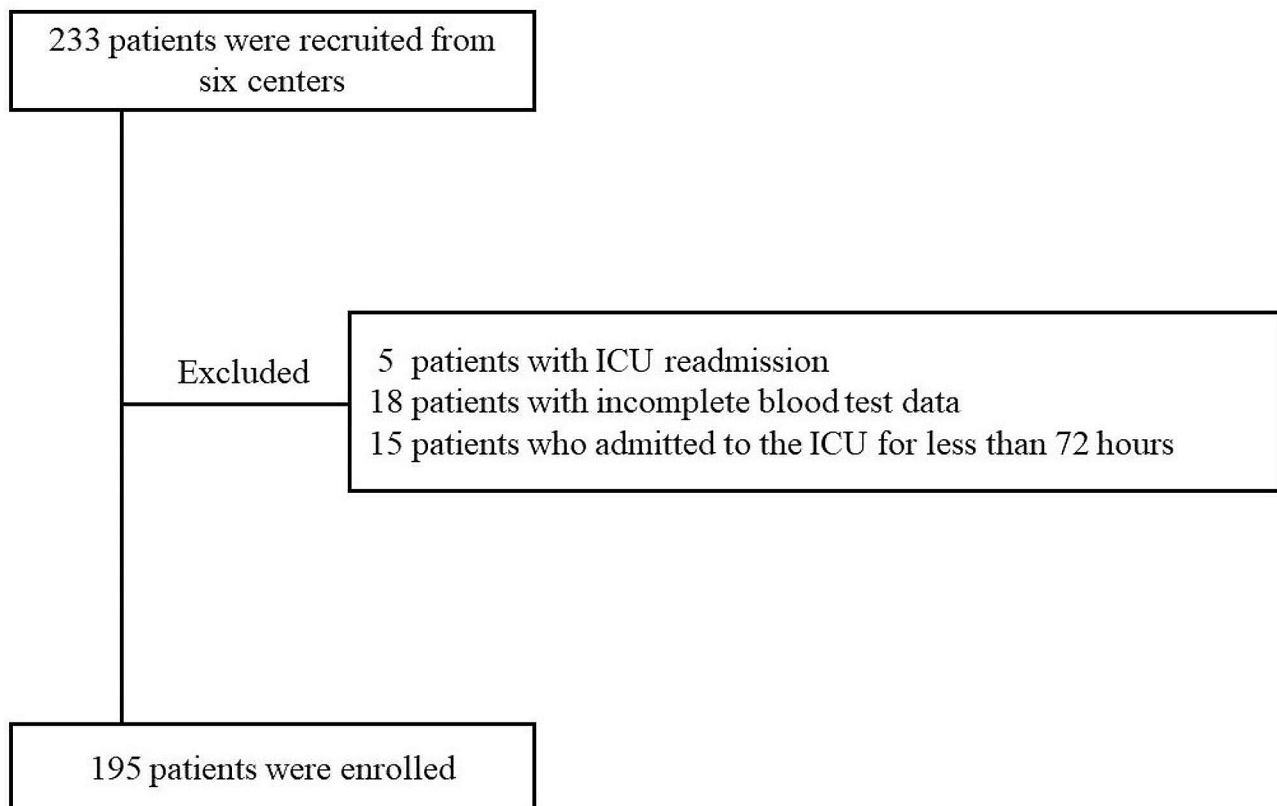 233 patients were recruited from
six centers
Excluded
5 patients with ICU readmission
18 patients with incomplete blood test data
15 patients who admitted to the ICU for less than 72 hours
195 patients were enrolled